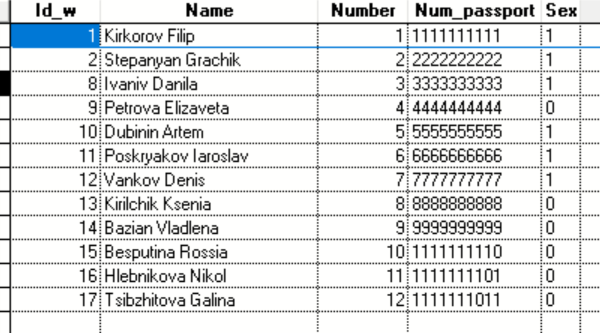 Id_w Name Number Num_passport Sex
1 Kirkorov Filip 1 1111111111 1
2 Stepanyan Grachik 2 2222222222 1
8 Ivaniv Danila 3 3333333333 1
9 Petrova Elizaveta 4 4444444444 0
10 Dubinin Artem 5 5555555555 1
11 Poskryakov Iaroslav 6 6666666666 1
12 Vankov Denis 7 7777777777 1
13 Kirilchik Ksenia 8 8888888888 0
14 Bazian Vladlena 9 9999999999 0
15 Besputina Rossia 10 1111111110 0
16 Hlebnikova Nikol 11 1111111101 0
17 Tsibzhitova Galina 12 1111111011 0